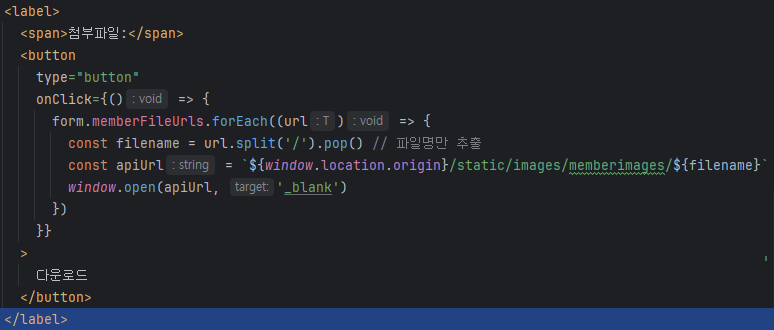 <label>
<span>첨부파일:</span>
<button
type="button"
onClick={() : void => {
form.memberFileUrls.forEach((url : T ) : void => {
const filename = url.split('/').pop() // 파일명만 추출
const apiUrl : string = `${window.location.origin}/static/images/memberimages/${filename}`
window.open(apiUrl, target: '_blank')
})
}}
>
다운로드
</button>
</label>